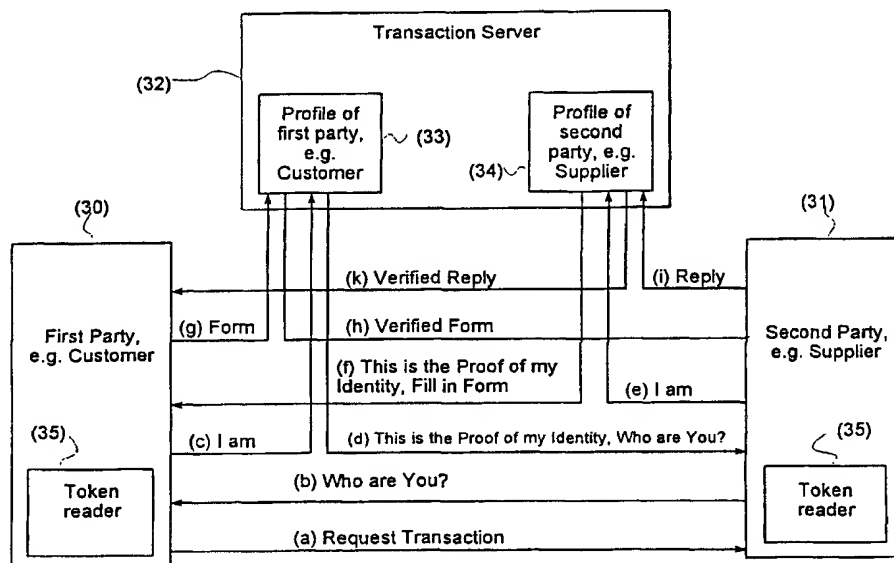 Transaction Server
(32)
Profile of
first party,
e.g.
Customer
(33)
Profile of
second
party, e.g.
Supplier
(34)
(30)
(31)
(k) Verified Reply
(i) Reply
First Party,
e.g. Customer
(g) Form
(h) Verified Form
Second Party,
e.g. Supplier
(f) This is the Proof of my
Identity, Fill in Form
(e) I am
(35)
(c) I am
(d) This is the Proof of my Identity, Who are You?
(35)
Token
reader
(b) Who are You?
Token
reader
(a) Request Transaction